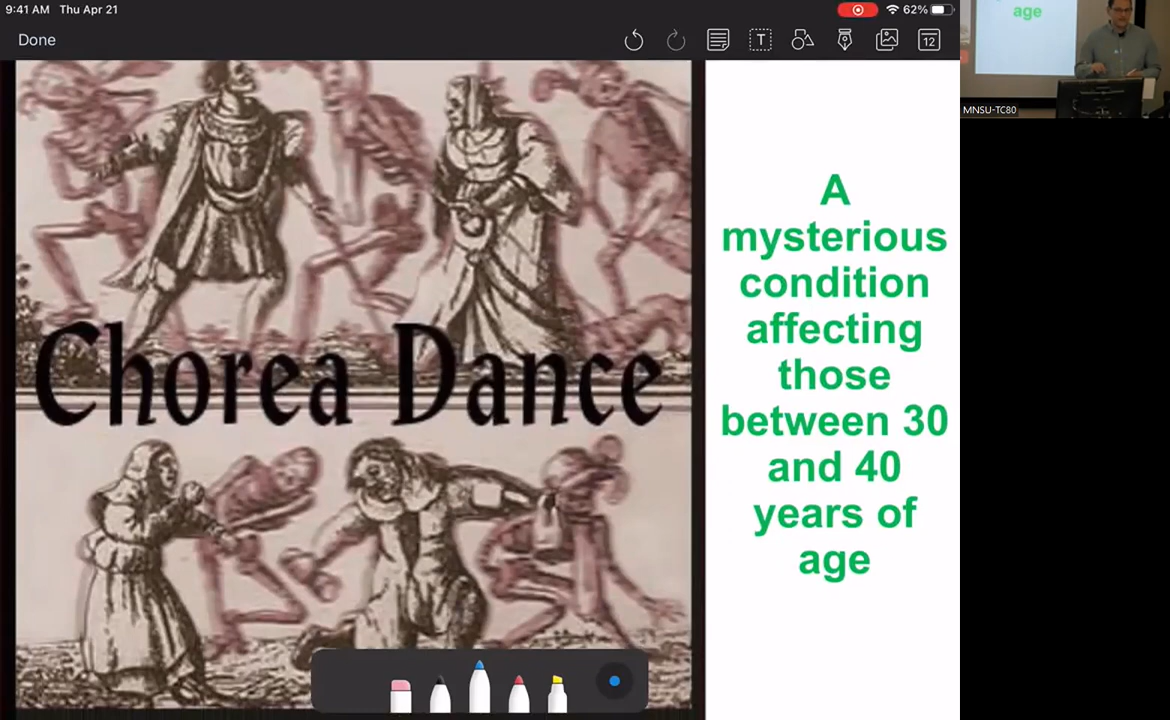 9:41 AM Thu Apr 21
62%
Done
T
12
age
MNSU-TC80
Chorea Dance
A
mysterious
condition
affecting
those
between 30
and 40
years of
age